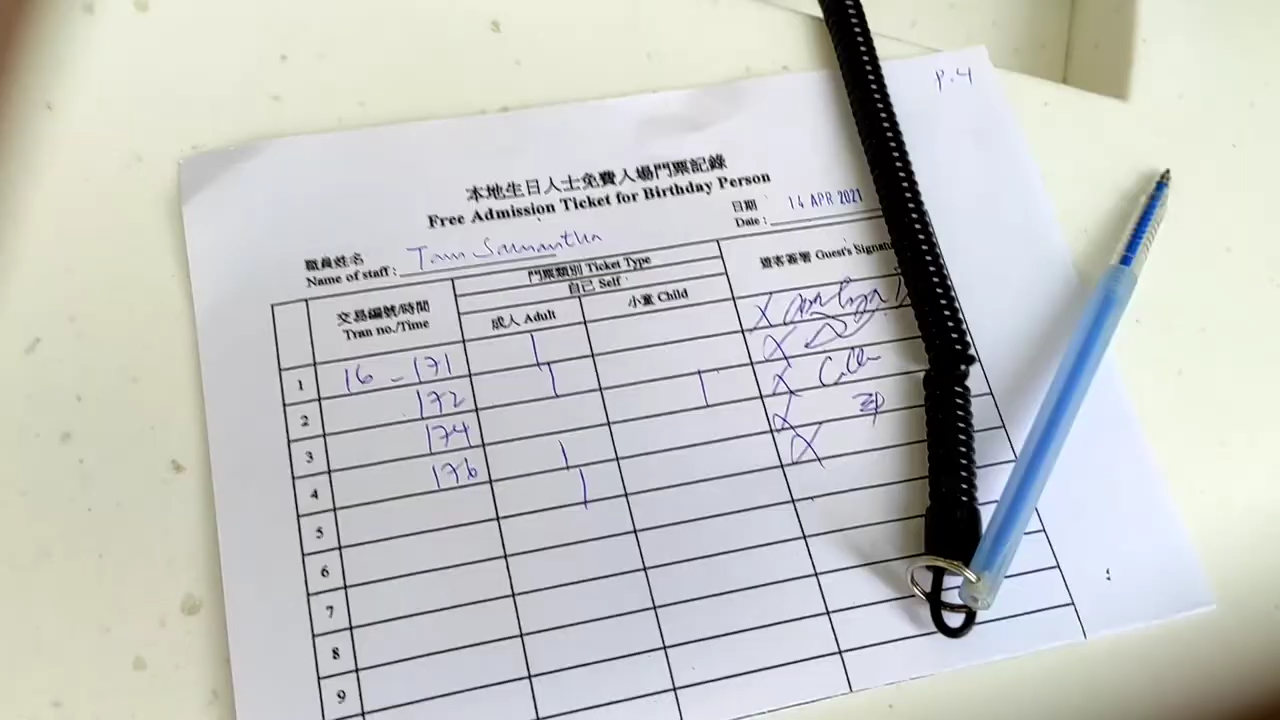 P.4
本地生日人士免費入場門票記錄
Free Admission Ticket for Birthday Person
日期
Date : 14 APR 2021
職員姓名
Name of staff : Tam Samantha
交易編號/時間
Tran no./Time
門票類別 Ticket Type
自己 Self
成人 Adult
小童 Child
遊客簽署 Guest's
1 16 - 171 1 X
2 172 1 1 X
3 174 X
4 176 1 X
5 1 X
6
7
8
9